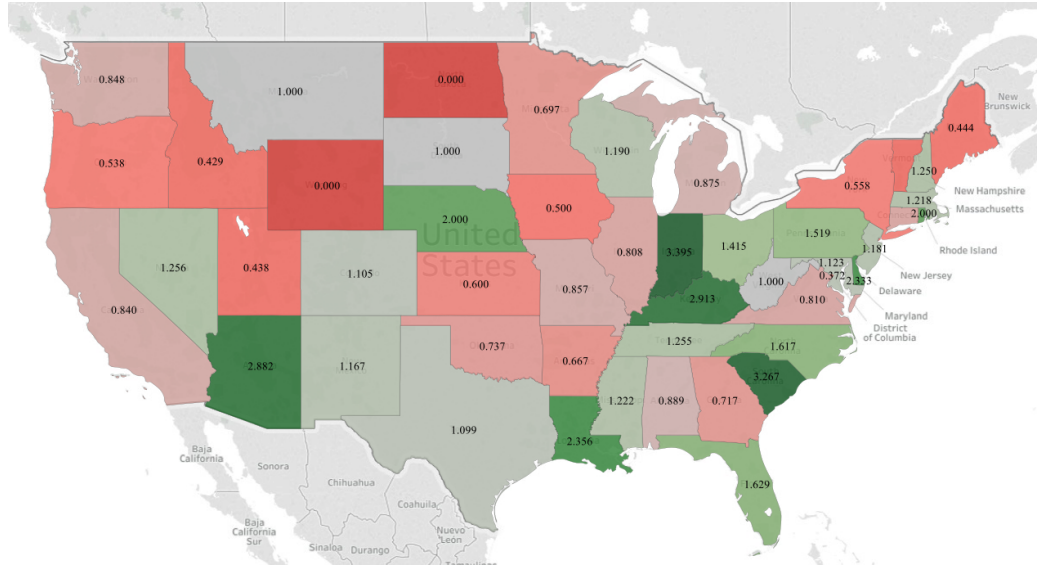 New
Brunswick
0.848
1.000
0.000
0.697
0.444
0.538
0.429
0.000
1.000
1.190
0.875
0.558
1.250
New Hampshire
1.218
Massachusetts
2.000
Rhode Island
0.500
2.000
United
States
1.256
0.438
1.105
0.600
0.857
0.808
3.395
1.415
1.519
1.181
New Jersey
1.123
0.372
2.333
Delaware
Maryland
District
of Columbia
0.840
1.000
0.810
2.913
2.882
1.167
0.737
0.667
1.255
1.617
3.267
1.099
2.356
1.222
0.889
0.717
1.629
Baja
California
Sonora
Chihuahua
Coahuila
Baja
California
Sur
Nuevo
León
Sinaloa
Durango
Tamaulipas